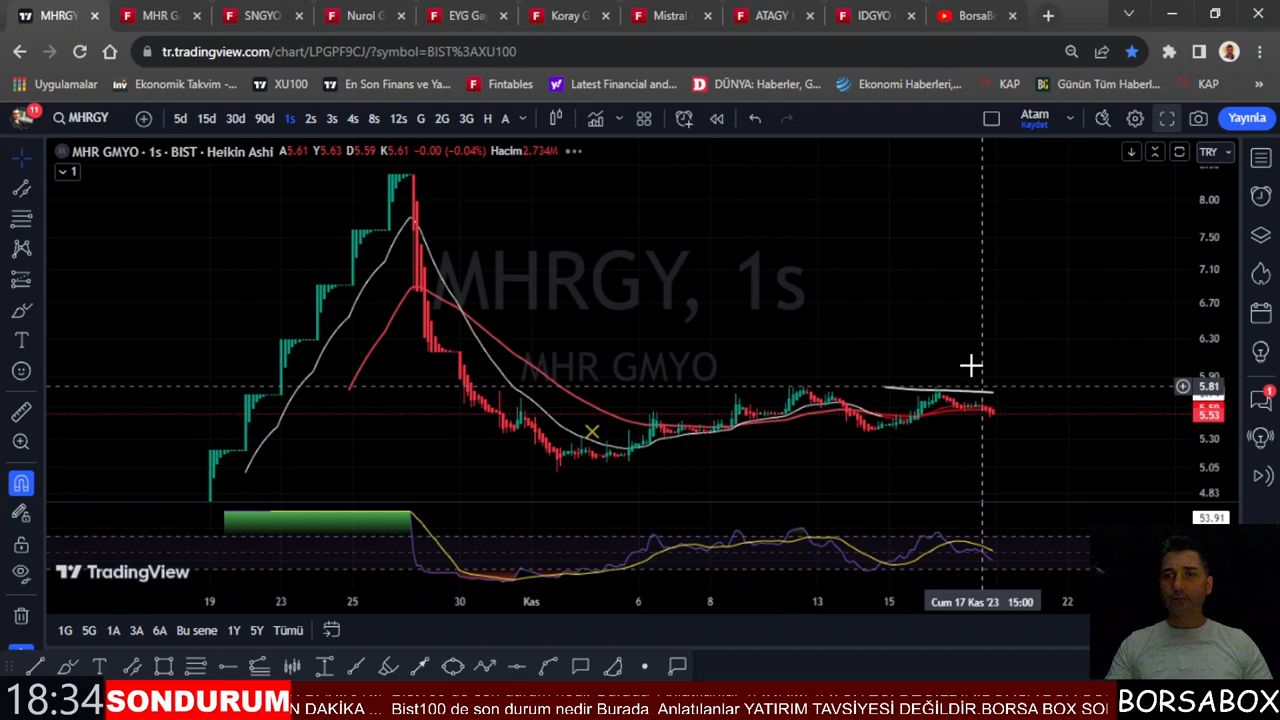 MHRGY
MHR G
SNGYO
Nurol G
EYG Ga
Koray G
Mistral
ATAGY
IDGYO
BorsaB
tr.tradingview.com/chart/LPGPF9CJ/?symbol=BIST%3AXU100
Uygulamalar
Ekonomik Takvim -...
XU100
En Son Finans ve Ya...
Fintables
Latest Financial and...
DÜNYA: Haberler, G...
Ekonomi Haberleri,...
KAP
Günün Tüm Haberl...
KAP
11
MHRGY
5d 15d 30d 90d 1s 2s 3s 4s 8s 12s G 2G 3G H A
Atam
Kaydet
Yayınla
MHR GMYO · 1s · BIST · Heikin Ashi A5.61 Y5.63 D5.59 K5.61 -0.00 (-0.04%) Hacim2.734M
TRY
1
8.00
7.50
MHRGY, 1s
7.10
6.70
6.30
MHR GMYO
5.81
5.53
5.30
5.05
4.83
53.91
TradingView
19 23 25 30 Kas 6 8 13 15 Cum 17 Kas '23 15:00 22
1G 5G 1A 3A 6A Bu sene 1Y 5Y Tümü
18:34 SONDURUM
N DAKİKA ... Bist100 de son durum nedir Burada Anlatılanlar YATIRIM TAVSİYESİ DEĞİLDİR.BORSA BOX SO
BORSABOX